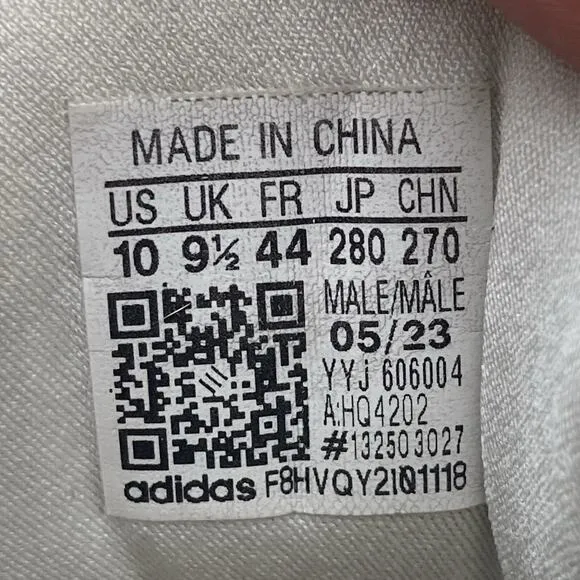 MADE IN CHINA
US UK FR JP CHN
10 9½ 44 280 270
MALE/MÂLE
05/23
YYJ 606004
A:HQ4202
#132503027
adidas F8HVQY2IQ1118